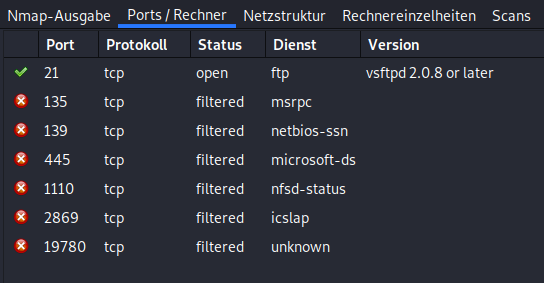 Nmap-Ausgabe Ports / Rechner Netzstruktur Rechnereinzelheiten Scans
Port Protokoll Status Dienst Version
21 tcp open ftp vsftpd 2.0.8 or later
135 tcp filtered msrpc
139 tcp filtered netbios-ssn
445 tcp filtered microsoft-ds
1110 tcp filtered nfsd-status
2869 tcp filtered icslap
19780 tcp filtered unknown